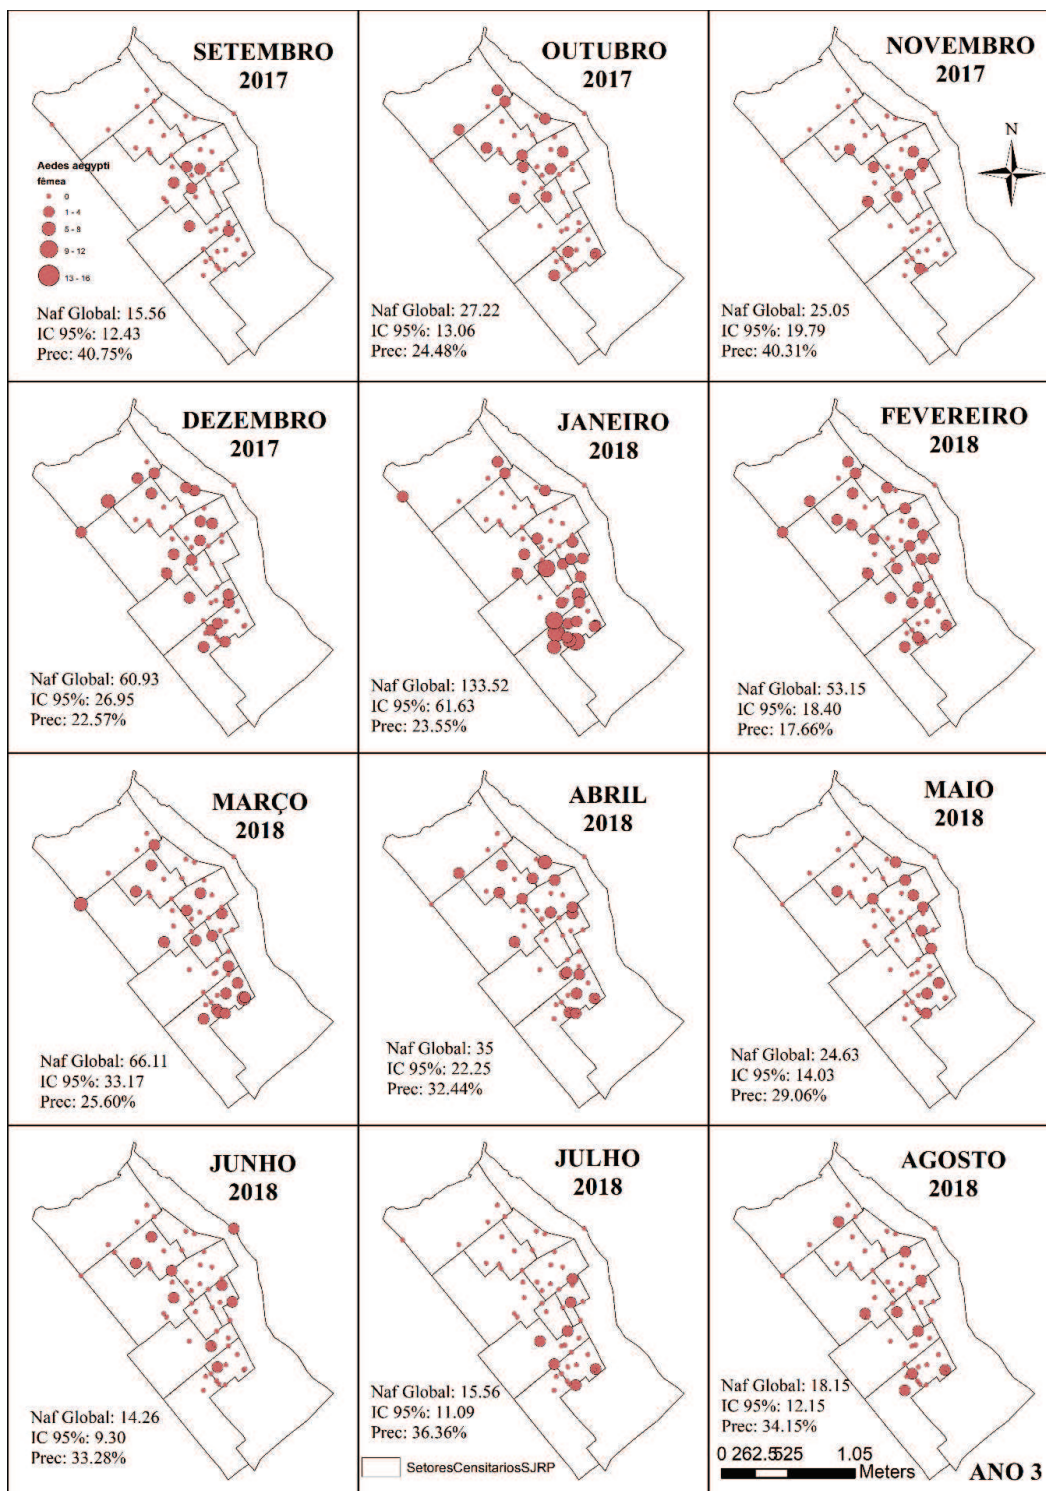 SETEMBRO
2017
Aedes aegypti
fêmea
0
1 - 4
5 - 8
9 - 12
13 - 16
Naf Global: 15.56
IC 95%: 12.43
Prec: 40.75%
OUTUBRO
2017
Naf Global: 27.22
IC 95%: 13.06
Prec: 24.48%
NOVEMBRO
2017
N
Naf Global: 25.05
IC 95%: 19.79
Prec: 40.31%
DEZEMBRO
2017
Naf Global: 60.93
IC 95%: 26.95
Prec: 22.57%
JANEIRO
2018
Naf Global: 133.52
IC 95%: 61.63
Prec: 23.55%
FEVEREIRO
2018
Naf Global: 53.15
IC 95%: 18.40
Prec: 17.66%
MARÇO
2018
Naf Global: 66.11
IC 95%: 33.17
Prec: 25.60%
ABRIL
2018
Naf Global: 35
IC 95%: 22.25
Prec: 32.44%
MAIO
2018
Naf Global: 24.63
IC 95%: 14.03
Prec: 29.06%
JUNHO
2018
Naf Global: 14.26
IC 95%: 9.30
Prec: 33.28%
JULHO
2018
Naf Global: 15.56
IC 95%: 11.09
Prec: 36.36%
SetoresCensitariosSJRP
AGOSTO
2018
Naf Global: 18.15
IC 95%: 12.15
Prec: 34.15%
0 262.5525 1.05
Meters
ANO 3